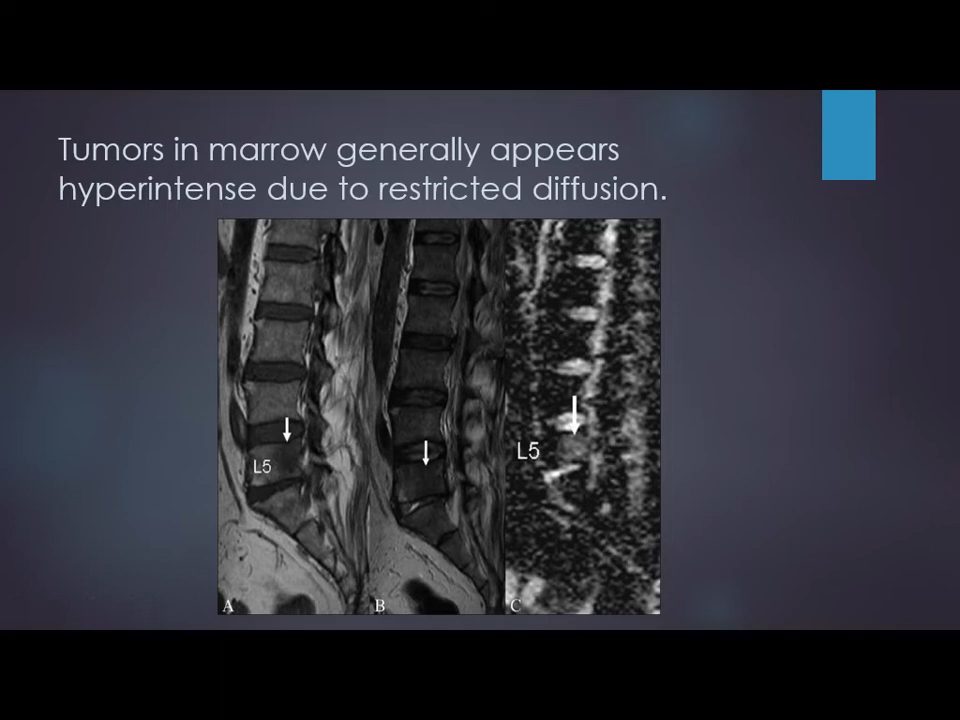 Tumors in marrow generally appears
hyperintense due to restricted diffusion.
L5
L5
A
B
C